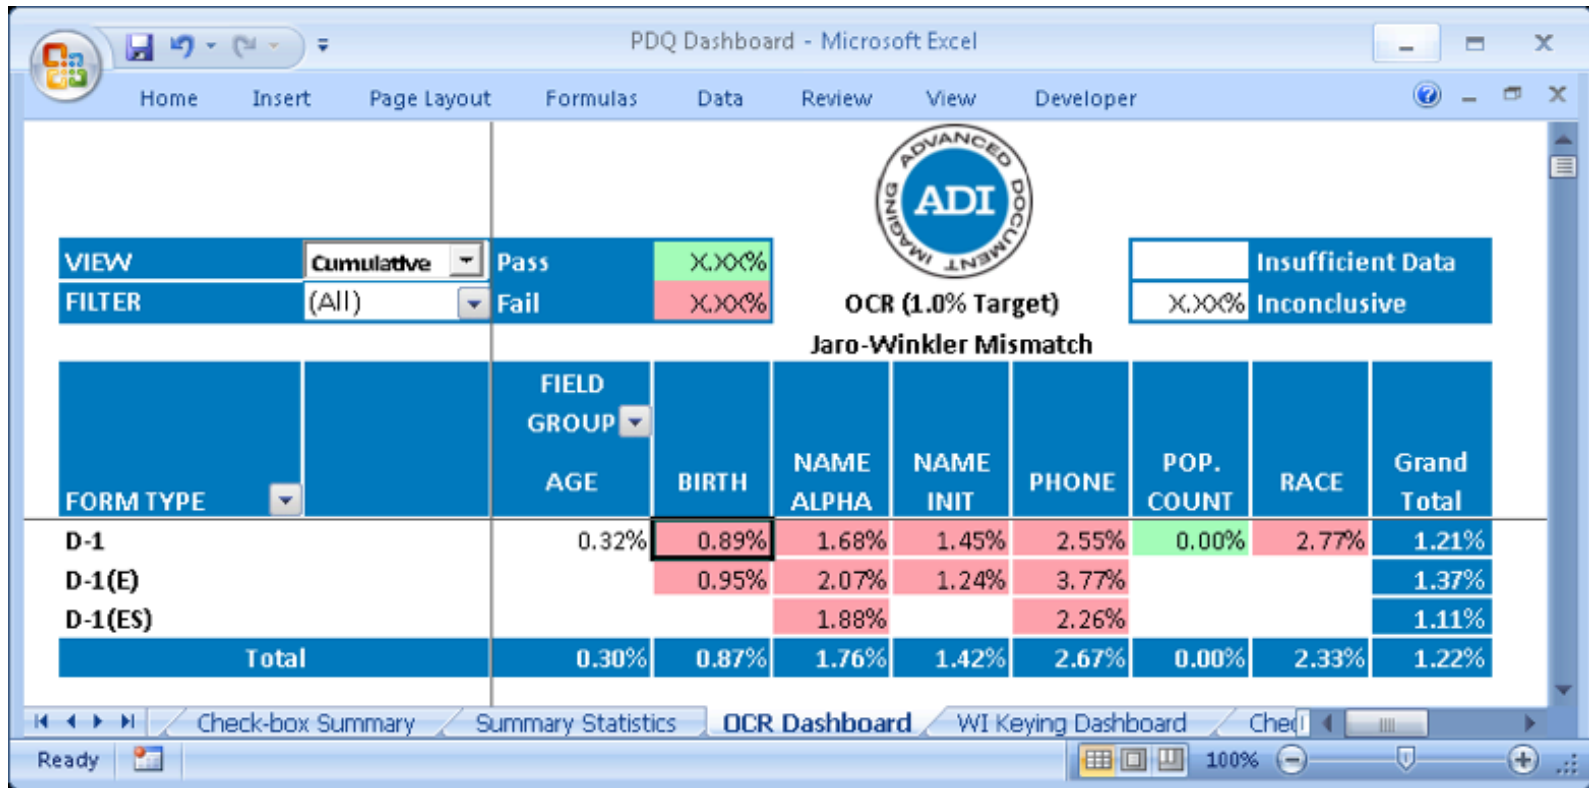 PDQ Dashboard - Microsoft Excel
Home Insert Page Layout Formulas Data Review View Developer
ADVANCED DOCUMENT IMAGING
ADI
VIEW Cumulative Pass X.XX% Insufficient Data
FILTER (All) Fail X.XX% OCR (1.0% Target) X.XX% Inconclusive
Jaro-Winkler Mismatch
FIELD
GROUP
NAME NAME POP. Grand
AGE BIRTH PHONE RACE
FORM TYPE ALPHA INIT COUNT Total
D-1 0.32% 0.89% 1.68% 1.45% 2.55% 0.00% 2.77% 1.21%
D-1(E) 0.95% 2.07% 1.24% 3.77% 1.37%
D-1(ES) 1.88% 2.26% 1.11%
Total 0.30% 0.87% 1.76% 1.42% 2.67% 0.00% 2.33% 1.22%
Check-box Summary Summary Statistics OCR Dashboard WI Keying Dashboard Chec
Ready 100%